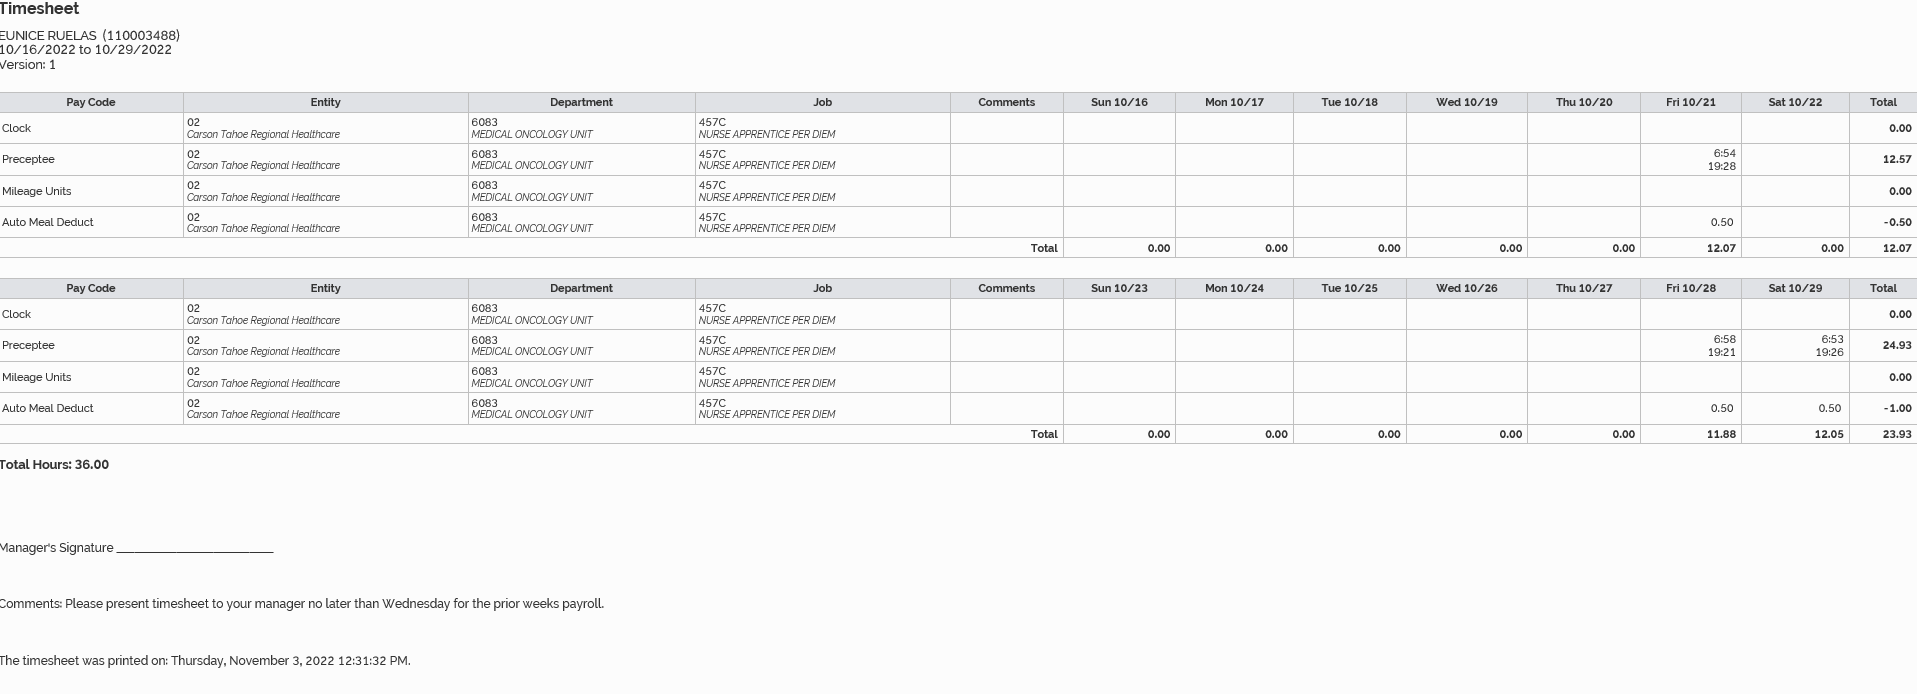 Timesheet
EUNICE RUELAS (110003488)
10/16/2022 to 10/29/2022
Version: 1
Pay Code Entity Department Job Comments Sun 10/16 Mon 10/17 Tue 10/18 Wed 10/19 Thu 10/20 Fri 10/21 Sat 10/22 Total
Clock 02 6083 457C 0.00
Carson Tahoe Regional Healthcare MEDICAL ONCOLOGY UNIT NURSE APPRENTICE PER DIEM
Preceptee 02 6083 457C 6:54 12.57
Carson Tahoe Regional Healthcare MEDICAL ONCOLOGY UNIT NURSE APPRENTICE PER DIEM 19:28
Mileage Units 02 6083 457C 0.00
Carson Tahoe Regional Healthcare MEDICAL ONCOLOGY UNIT NURSE APPRENTICE PER DIEM
Auto Meal Deduct 02 6083 457C 0.50 -0.50
Carson Tahoe Regional Healthcare MEDICAL ONCOLOGY UNIT NURSE APPRENTICE PER DIEM
Total 0.00 0.00 0.00 0.00 0.00 12.07 0.00 12.07
Pay Code Entity Department Job Comments Sun 10/23 Mon 10/24 Tue 10/25 Wed 10/26 Thu 10/27 Fri 10/28 Sat 10/29 Total
Clock 02 6083 457C 0.00
Carson Tahoe Regional Healthcare MEDICAL ONCOLOGY UNIT NURSE APPRENTICE PER DIEM
Preceptee 02 6083 457C 6:58 6:53 24.93
Carson Tahoe Regional Healthcare MEDICAL ONCOLOGY UNIT NURSE APPRENTICE PER DIEM 19:21 19:26
Mileage Units 02 6083 457C 0.00
Carson Tahoe Regional Healthcare MEDICAL ONCOLOGY UNIT NURSE APPRENTICE PER DIEM
Auto Meal Deduct 02 6083 457C 0.50 0.50 -1.00
Carson Tahoe Regional Healthcare MEDICAL ONCOLOGY UNIT NURSE APPRENTICE PER DIEM
Total 0.00 0.00 0.00 0.00 0.00 11.88 12.05 23.93
Total Hours: 36.00
Manager's Signature ________________________
Comments: Please present timesheet to your manager no later than Wednesday for the prior weeks payroll.
The timesheet was printed on: Thursday, November 3, 2022 12:31:32 PM.